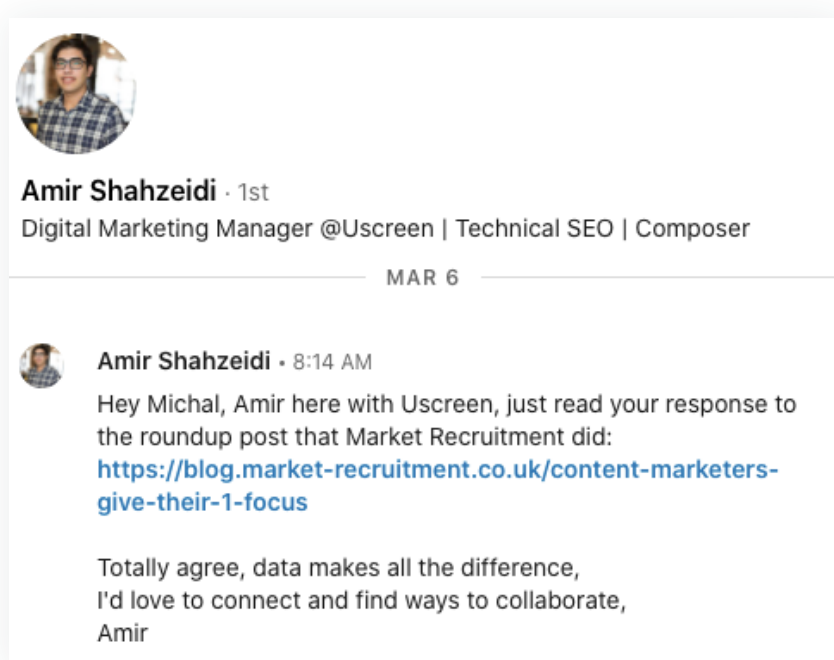 Amir Shahzeidi · 1st
Digital Marketing Manager @Uscreen | Technical SEO | Composer
MAR 6
Amir Shahzeidi • 8:14 AM
Hey Michal, Amir here with Uscreen, just read your response to
the roundup post that Market Recruitment did:
https://blog.market-recruitment.co.uk/content-marketers-
give-their-1-focus
Totally agree, data makes all the difference,
I'd love to connect and find ways to collaborate,
Amir